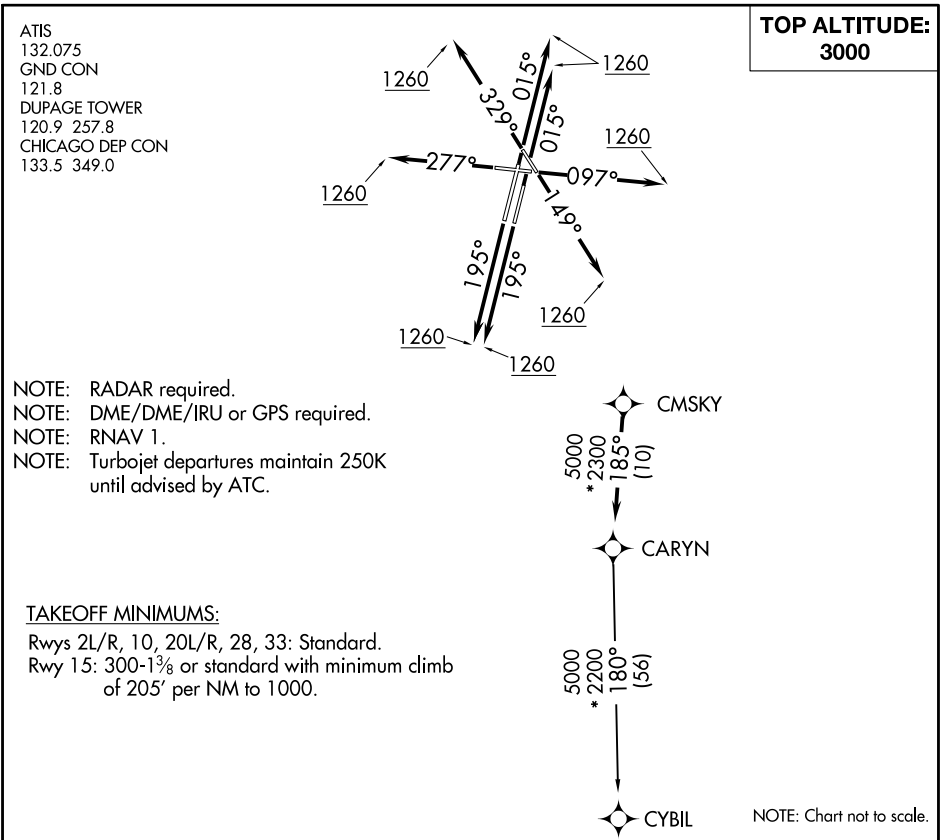 ATIS
132.075
GND CON
121.8
DUPAGE TOWER
120.9 257.8
CHICAGO DEP CON
133.5 349.0
TOP ALTITUDE:
3000
1260
329°
015°
015°
1260
277°
1260
097°
1260
149°
1260
195°
195°
1260
1260
NOTE: RADAR required.
NOTE: DME/DME/IRU or GPS required.
NOTE: RNAV 1.
NOTE: Turbojet departures maintain 250K
until advised by ATC.
CMSKY
5000
*2300
185°
(10)
CARYN
TAKEOFF MINIMUMS:
Rwys 2L/R, 10, 20L/R, 28, 33: Standard.
Rwy 15: 300-1⅜ or standard with minimum climb
of 205' per NM to 1000.
5000
*2200
180°
(56)
CYBIL
NOTE: Chart not to scale.